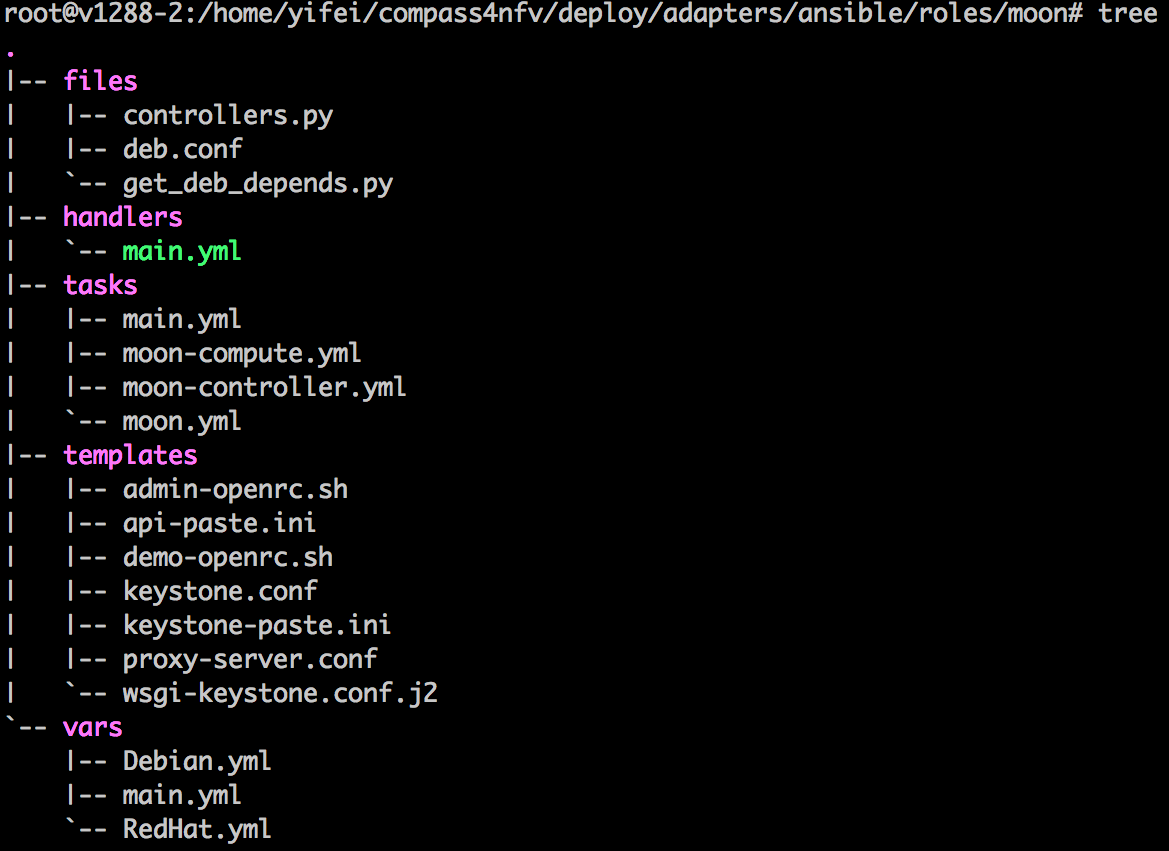 root@v1288-2:/home/yifei/compass4nfv/deploy/adapters/ansible/roles/moon# tree
.
|-- files
|   |-- controllers.py
|   |-- deb.conf
|   `-- get_deb_depends.py
|-- handlers
|   `-- main.yml
|-- tasks
|   |-- main.yml
|   |-- moon-compute.yml
|   |-- moon-controller.yml
|   `-- moon.yml
|-- templates
|   |-- admin-openrc.sh
|   |-- api-paste.ini
|   |-- demo-openrc.sh
|   |-- keystone.conf
|   |-- keystone-paste.ini
|   |-- proxy-server.conf
|   `-- wsgi-keystone.conf.j2
`-- vars
    |-- Debian.yml
    |-- main.yml
    `-- RedHat.yml